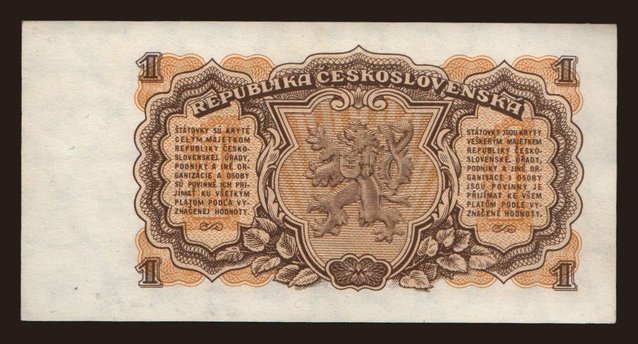 1 1
REPUBLIKA ČESKOSLOVENSKÁ
ŠTÁTOVKY SÚ KRYTÉ
CELÝM MAJETKOM
REPUBLIKY ČESKO-
SLOVENSKEJ. ÚRADY,
PODNIKY A INÉ OR-
GANIZÁCIE A OSOBY
SÚ POVINNÉ ICH PRI-
JÍMAŤ KU VŠETKÝM
PLATOM PODĽA VY-
ZNAČENEJ HODNOTY.
STÁTOVKY JSOU KRYTY
VEŠKERÝM MAJETKEM
REPUBLIKY ČESKO-
SLOVENSKÉ. ÚŘADY,
PODNIKY A JINÉ OR-
GANISACE I OSOBY
JSOU POVINNY JE
PŘIJÍMAT KE VŠEM
PLATŮM PODLE VY-
ZNAČENÉ HODNOTY.
1 1